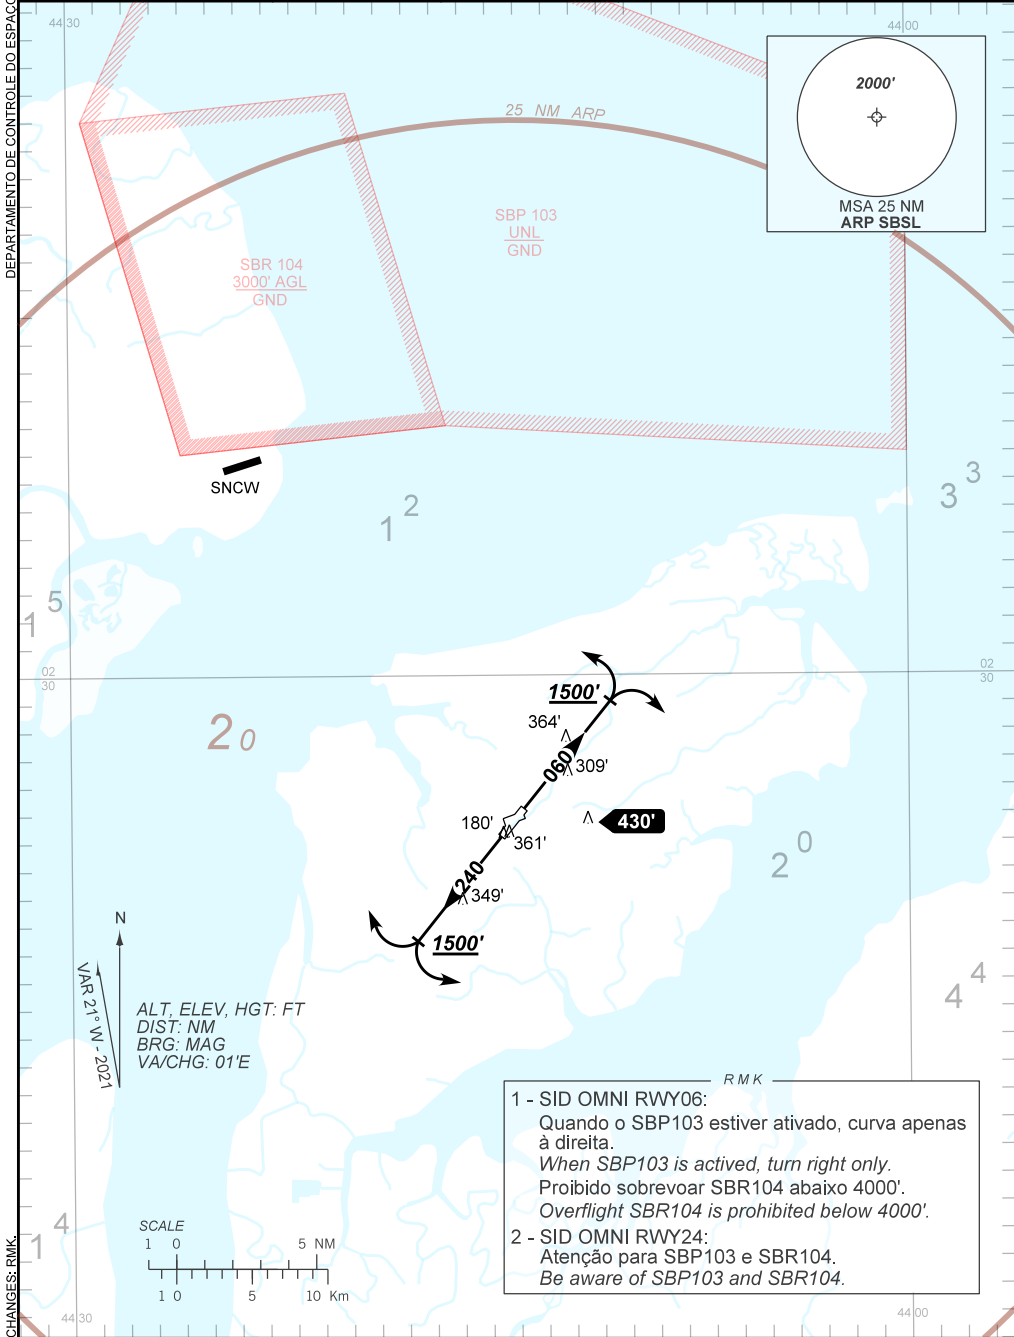 DEPARTAMENTO DE CONTROLE DO ESPAÇO
44 30
44 00
2000'
MSA 25 NM
ARP SBSL
25 NM ARP
SBP 103
UNL
GND
SBR 104
3000' AGL
GND
SNCW
1 2
3 3
1 5
02
30
02
30
2 0
1500'
364'
060
309'
430'
180'
361'
2 0
240
349'
1500'
4 4
N
VAR 21° W - 2021
ALT, ELEV, HGT: FT
DIST: NM
BRG: MAG
VA/CHG: 01'E
RMK
1 - SID OMNI RWY06:
Quando o SBP103 estiver ativado, curva apenas
à direita.
When SBP103 is actived, turn right only.
Proibido sobrevoar SBR104 abaixo 4000'.
Overflight SBR104 is prohibited below 4000'.
2 - SID OMNI RWY24:
Atenção para SBP103 e SBR104.
Be aware of SBP103 and SBR104.
1 4
SCALE
1 0 5 NM
1 0 5 10 Km
CHANGES: RMK.
44 30
44 00